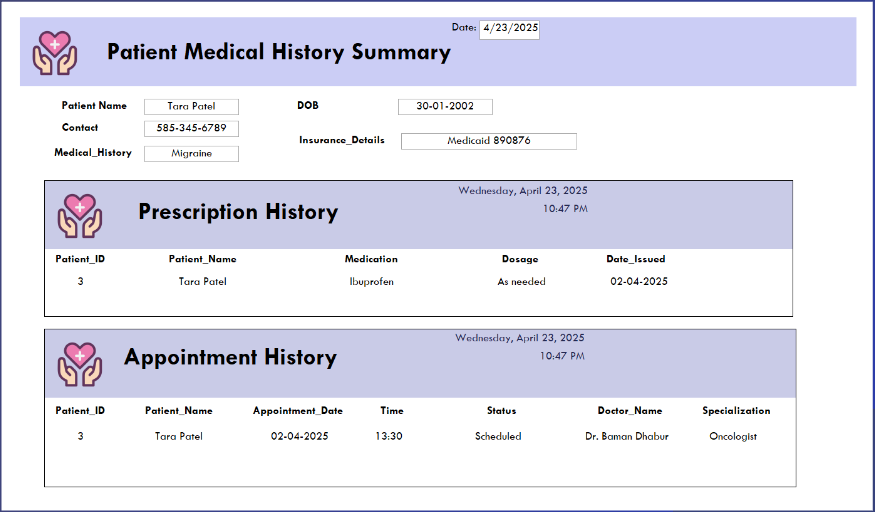 Date: 4/23/2025
Patient Medical History Summary
Patient Name Tara Patel DOB 30-01-2002
Contact 585-345-6789
Insurance_Details Medicaid 890876
Medical_History Migraine
Wednesday, April 23, 2025
Prescription History 10:47 PM
Patient_ID Patient_Name Medication Dosage Date_Issued
3 Tara Patel Ibuprofen As needed 02-04-2025
Wednesday, April 23, 2025
Appointment History 10:47 PM
Patient_ID Patient_Name Appointment_Date Time Status Doctor_Name Specialization
3 Tara Patel 02-04-2025 13:30 Scheduled Dr. Baman Dhabur Oncologist